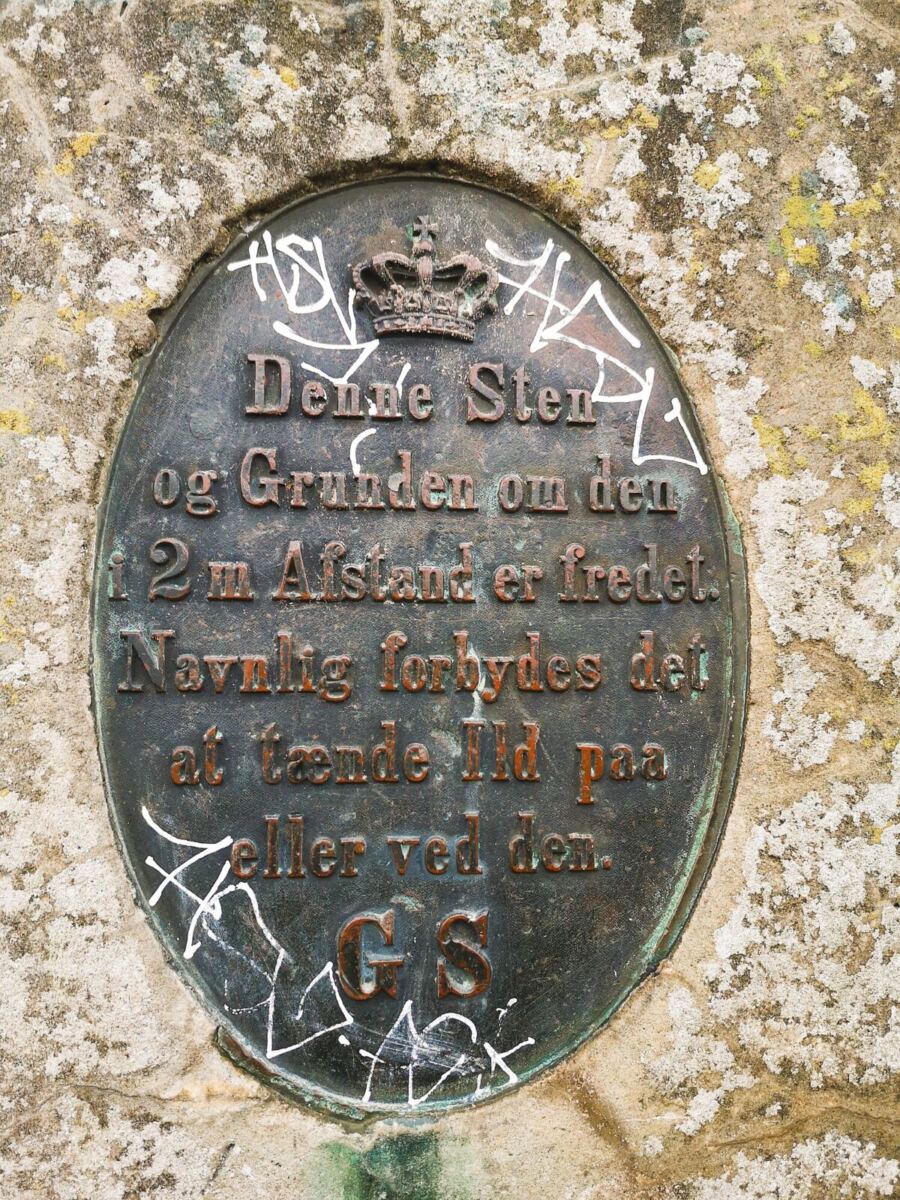 Denne Sten
og Grunden om den
i 2 m Afstand er fredet.
Navnlig forbydes det
at tænde Ild paa
eller ved den.
G S